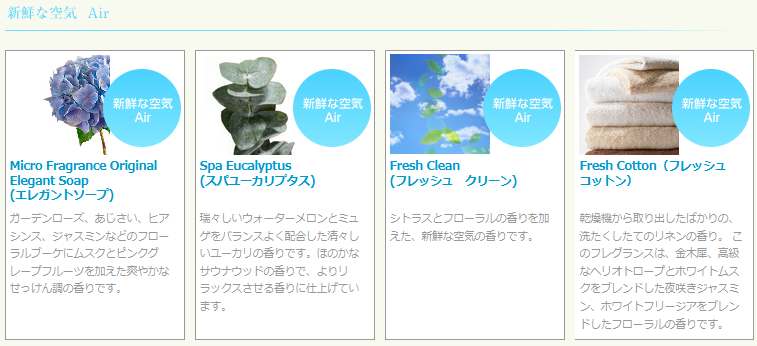 新鮮な空気 Air
新鮮な空気
Air
Micro Fragrance Original
Elegant Soap
(エレガントソープ)
ガーデンローズ、あじさい、ヒア
シンス、ジャスミンなどのフロー
ラルブーケにムスクとピンクグ
レープフルーツを加えた爽やかな
せっけん調の香りです。
新鮮な空気
Air
Spa Eucalyptus
(スパユーカリプタス)
瑞々しいウォーターメロンとミュ
ゲをバランスよく配合した清々し
いユーカリの香りです。ほのかな
サウナウッドの香りで、よりリ
ラックスさせる香りに仕上げてい
ます。
新鮮な空気
Air
Fresh Clean
(フレッシュ　クリーン)
シトラスとフローラルの香りを加
えた、新鮮な空気の香りです。
新鮮な空気
Air
Fresh Cotton（フレッシュ
コットン）
乾燥機から取り出したばかりの、
洗たくしたてのリネンの香り。 こ
のフレグランスは、金木犀、高級
なヘリオトロープとホワイトムス
クをブレンドした夜咲きジャスミ
ン、ホワイトフリージアをブレン
ドしたフローラルの香りです。